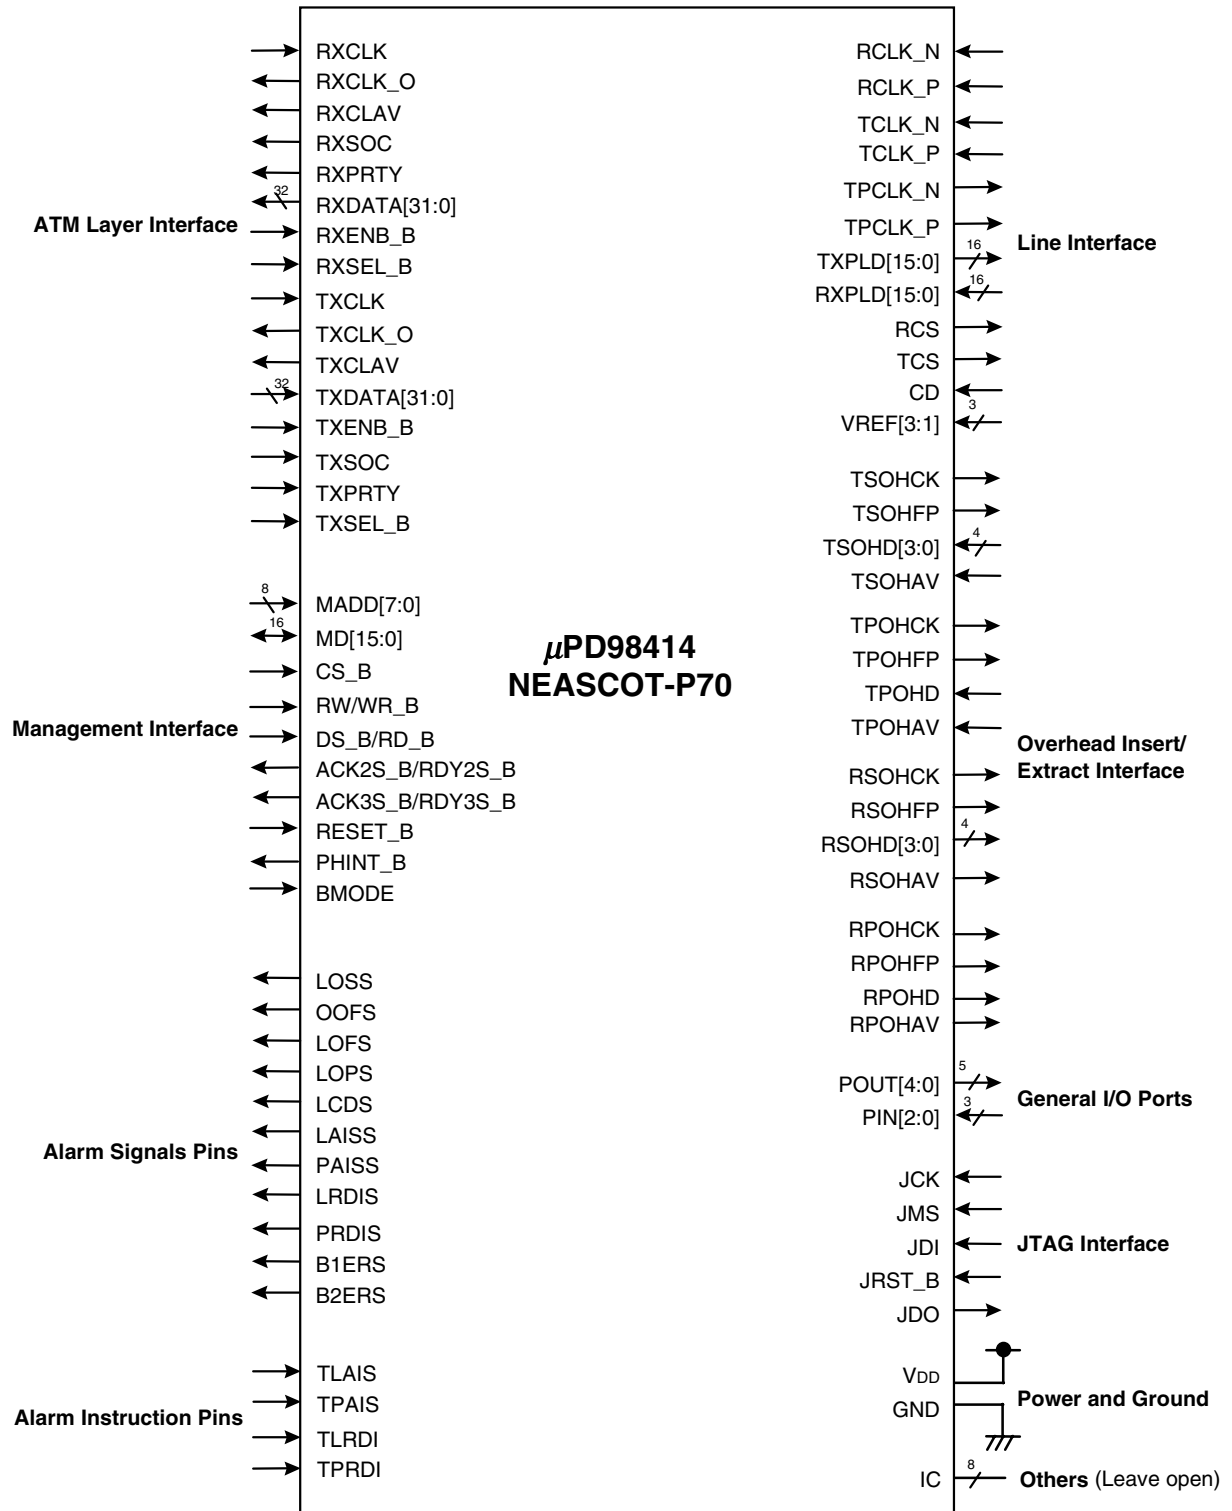 ATM Layer Interface
RXCLK
RXCLK_O
RXCLAV
RXSOC
RXPRTY
32
RXDATA[31:0]
RXENB_B
RXSEL_B
TXCLK
TXCLK_O
TXCLAV
32
TXDATA[31:0]
TXENB_B
TXSOC
TXPRTY
TXSEL_B
Management Interface
8
MADD[7:0]
16
MD[15:0]
CS_B
RW/WR_B
DS_B/RD_B
ACK2S_B/RDY2S_B
ACK3S_B/RDY3S_B
RESET_B
PHINT_B
BMODE
Alarm Signals Pins
LOSS
OOFS
LOFS
LOPS
LCDS
LAISS
PAISS
LRDIS
PRDIS
B1ERS
B2ERS
Alarm Instruction Pins
TLAIS
TPAIS
TLRDI
TPRDI
μPD98414
NEASCOT-P70
RCLK_N
RCLK_P
TCLK_N
TCLK_P
TPCLK_N
TPCLK_P
TXPLD[15:0]
16
RXPLD[15:0]
16
RCS
TCS
CD
VREF[3:1]
3
Line Interface
TSOHCK
TSOHFP
TSOHD[3:0]
4
TSOHAV
TPOHCK
TPOHFP
TPOHD
TPOHAV
RSOHCK
RSOHFP
RSOHD[3:0]
4
RSOHAV
RPOHCK
RPOHFP
RPOHD
RPOHAV
Overhead Insert/
Extract Interface
POUT[4:0]
5
PIN[2:0]
3
General I/O Ports
JCK
JMS
JDI
JRST_B
JDO
JTAG Interface
VDD
GND
Power and Ground
IC
8
Others (Leave open)